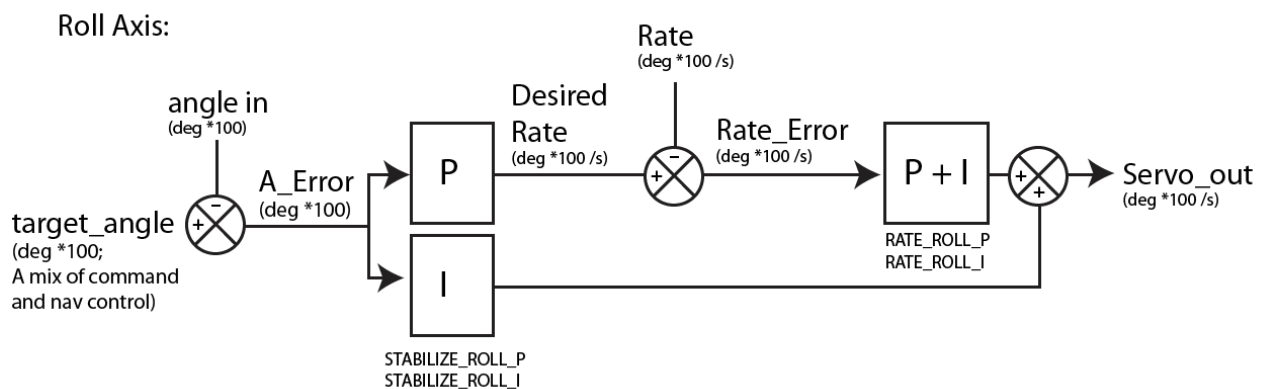 Roll Axis:
Rate
(deg *100 /s)
angle in
(deg *100)
Desired
Rate
(deg *100 /s)
Rate_Error
(deg *100 /s)
A_Error
(deg *100)
target_angle
(deg *100;
A mix of command
and nav control)
−
+
P
−
+
P + I
+
+
Servo_out
(deg *100 /s)
RATE_ROLL_P
RATE_ROLL_I
I
STABILIZE_ROLL_P
STABILIZE_ROLL_I